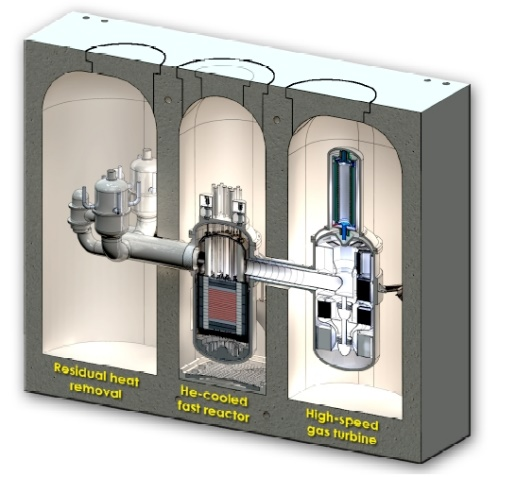 Residual heat
removal
He-cooled
fast reactor
High-speed
gas turbine